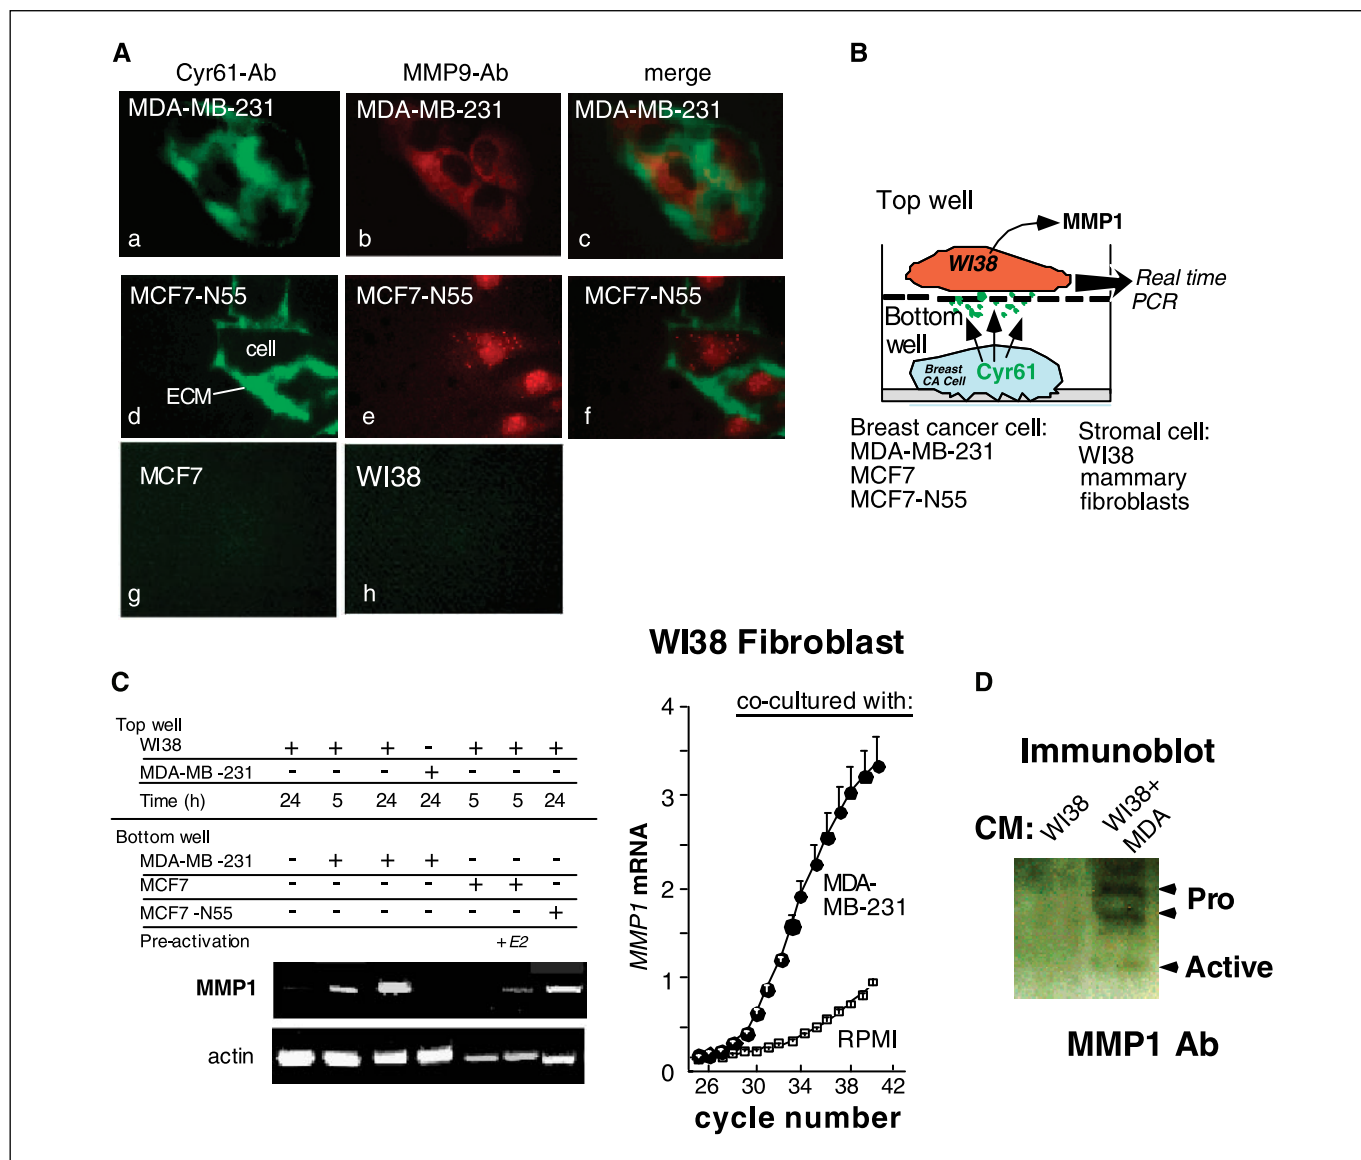 A
Cyr61-Ab MMP9-Ab merge
MDA-MB-231 MDA-MB-231 MDA-MB-231
a b c
MCF7-N55 MCF7-N55 MCF7-N55
cell
ECM
d e f
MCF7 WI38
g h
B
Top well
MMP1
WI38
Real time
PCR
Bottom
well
Breast
CA Cell
Cyr61
Breast cancer cell:
MDA-MB-231
MCF7
MCF7-N55
Stromal cell:
WI38
mammary
fibroblasts
WI38 Fibroblast
C
Top well
WI38 + + + - + + +
MDA-MB -231 - - - + - - -
Time (h) 24 5 24 24 5 5 24
Bottom well
MDA-MB -231 - + + + - - -
MCF7 - - - - + + -
MCF7 -N55 - - - - - - +
Pre-activation + E2
MMP1
actin
co-cultured with:
MMP1 mRNA
4
3
2
1
0
MDA-
MB-231
RPMI
26 30 34 38 42
cycle number
D
Immunoblot
CM: WI38 WI38+
MDA
Pro
Active
MMP1 Ab